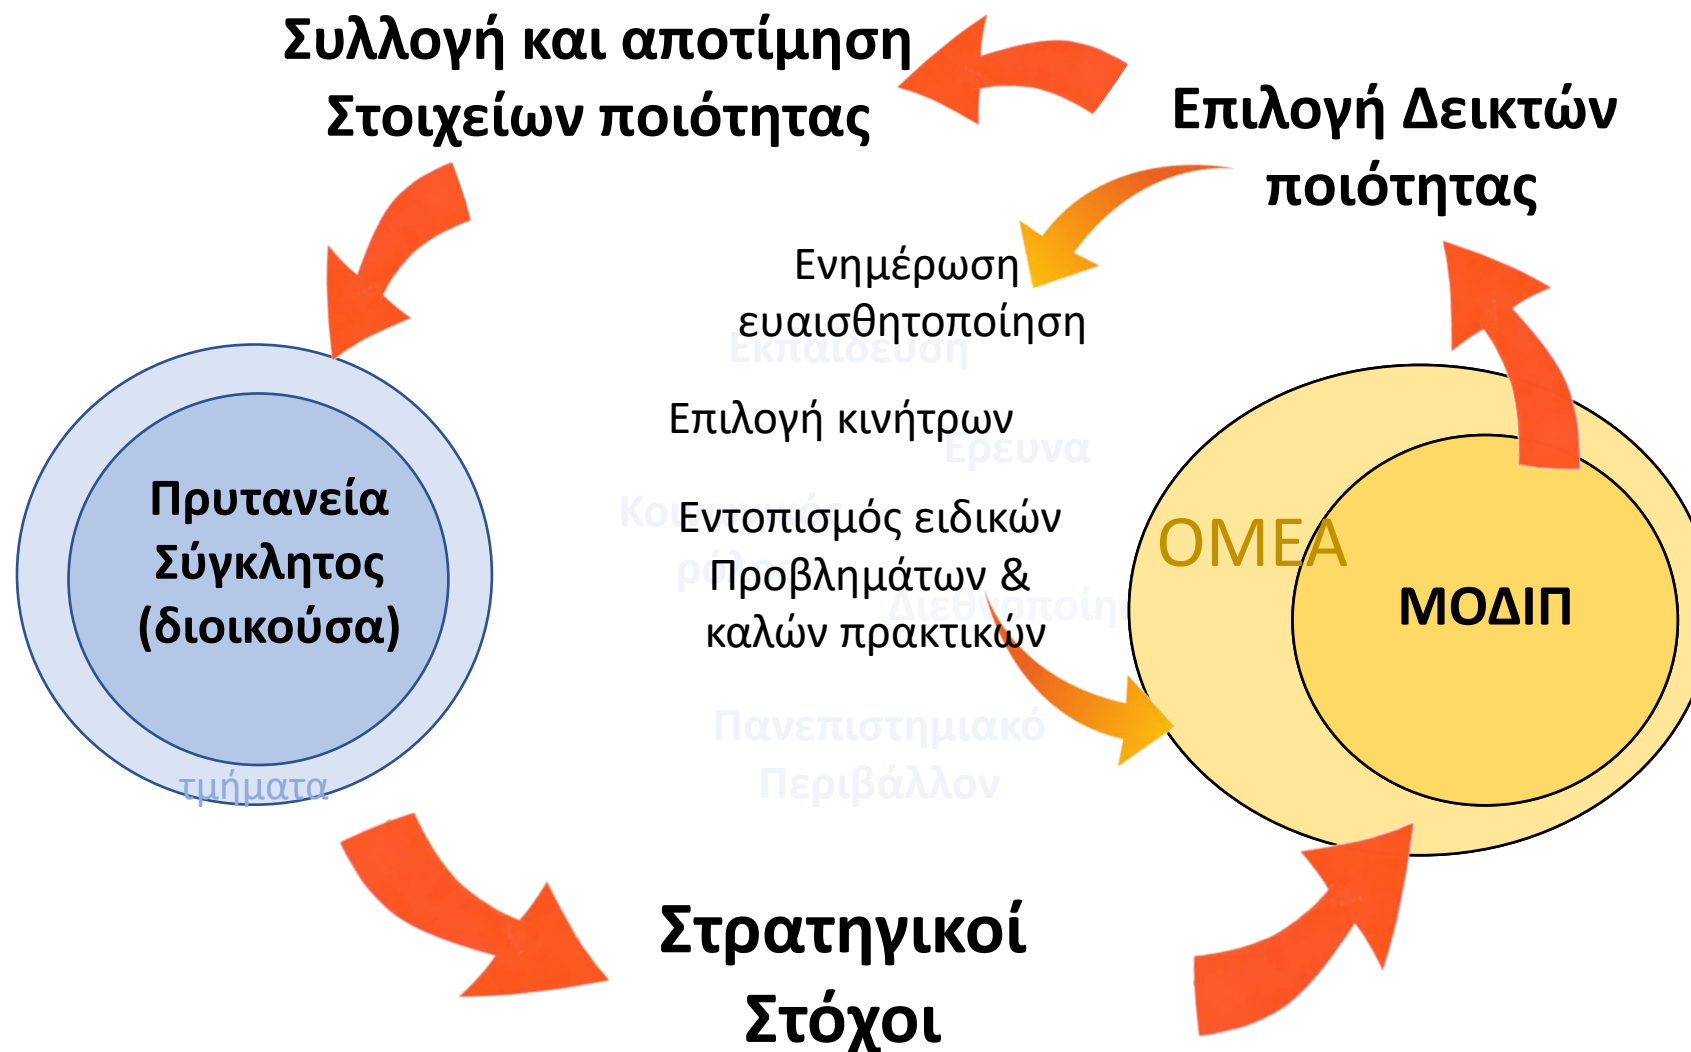 Συλλογή και αποτίμηση
Στοιχείων ποιότητας
Επιλογή Δεικτών
ποιότητας
Ενημέρωση
ευαισθητοποίηση
Εκπαίδευση
Επιλογή κινήτρων
Έρευνα
Εντοπισμός ειδικών
Προβλημάτων &
καλών πρακτικών
Πανεπιστημιακό
Περιβάλλον
Πρυτανεία
Σύγκλητος
(διοικούσα)
τμήματα
ΟΜΕΑ
ΜΟΔΙΠ
Στρατηγικοί
Στόχοι